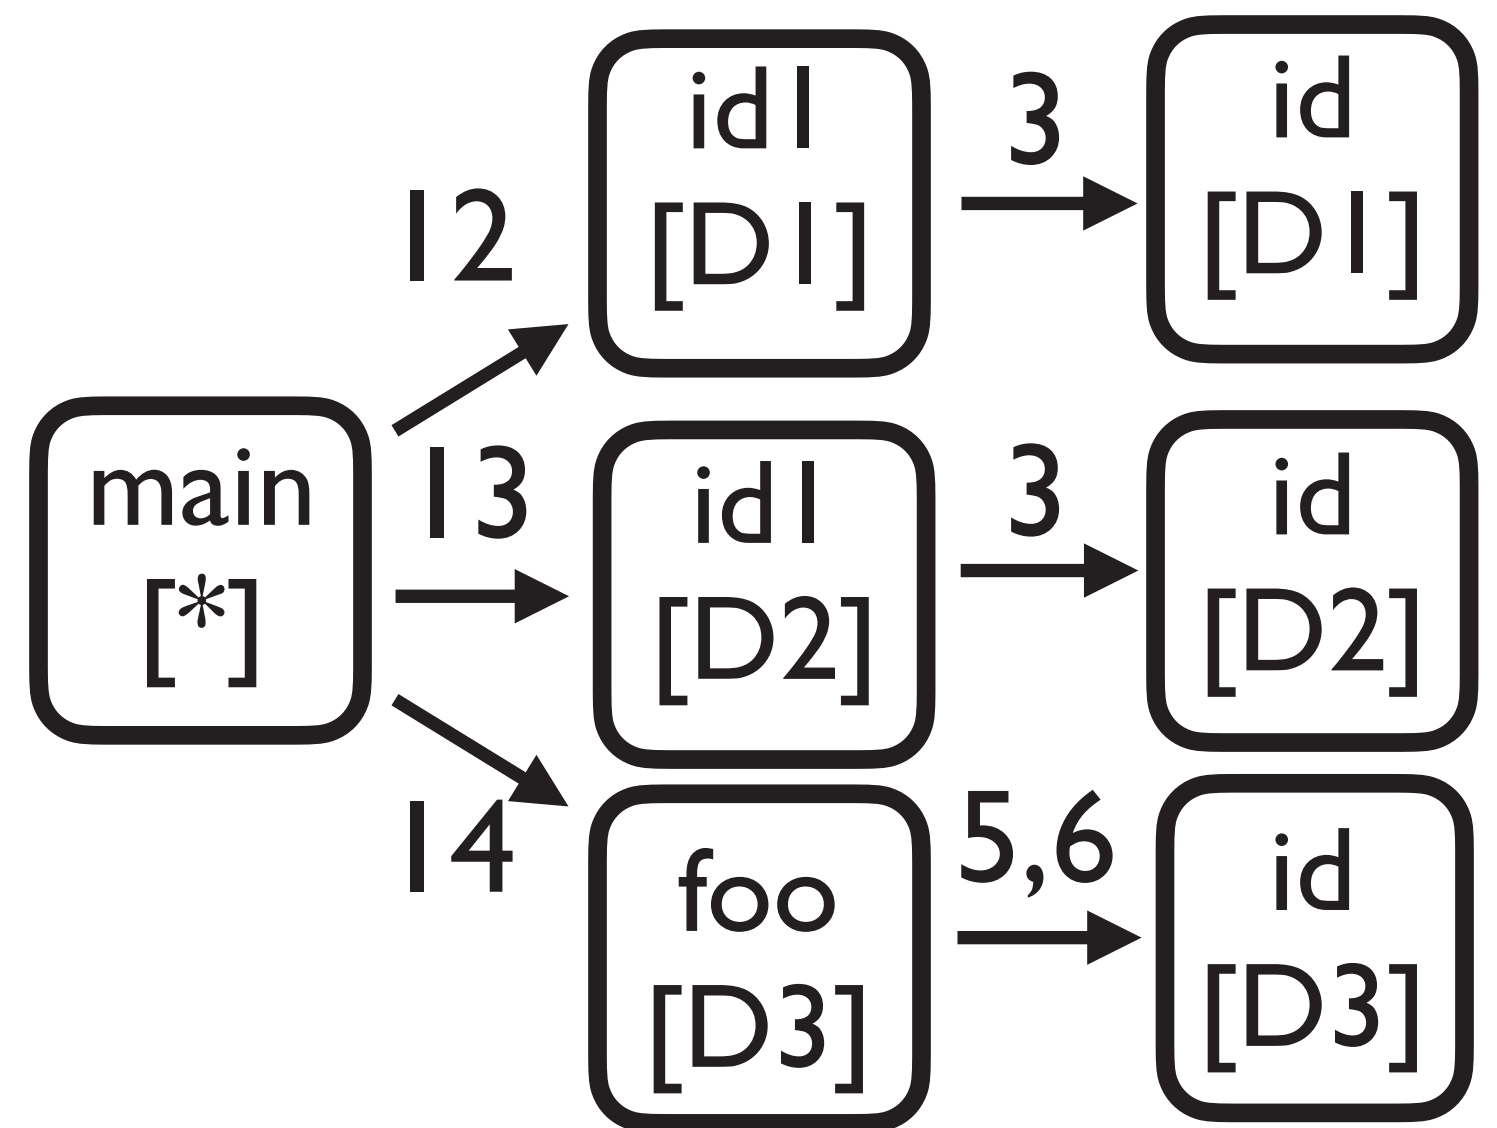 12
id1
[D1]
3
id
[D1]
main
[*]
13
id1
[D2]
3
id
[D2]
14
foo
[D3]
5,6
id
[D3]